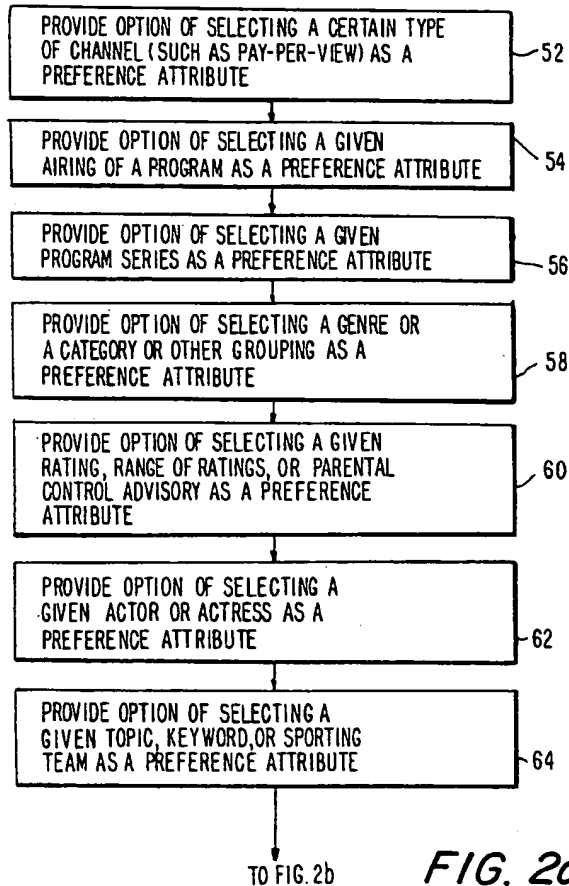 PROVIDE OPTION OF SELECTING A CERTAIN TYPE
OF CHANNEL (SUCH AS PAY-PER-VIEW) AS A
PREFERENCE ATTRIBUTE
52
PROVIDE OPTION OF SELECTING A GIVEN
AIRING OF A PROGRAM AS A PREFERENCE ATTRIBUTE
54
PROVIDE OPTION OF SELECTING A GIVEN
PROGRAM SERIES AS A PREFERENCE ATTRIBUTE
56
PROVIDE OPTION OF SELECTING A GENRE OR
A CATEGORY OR OTHER GROUPING AS A
PREFERENCE ATTRIBUTE
58
PROVIDE OPTION OF SELECTING A GIVEN
RATING, RANGE OF RATINGS, OR PARENTAL
CONTROL ADVISORY AS A PREFERENCE
ATTRIBUTE
60
PROVIDE OPTION OF SELECTING A
GIVEN ACTOR OR ACTRESS AS A
PREFERENCE ATTRIBUTE
62
PROVIDE OPTION OF SELECTING A
GIVEN TOPIC, KEYWORD, OR SPORTING
TEAM AS A PREFERENCE ATTRIBUTE
64
TO FIG. 2b
FIG.